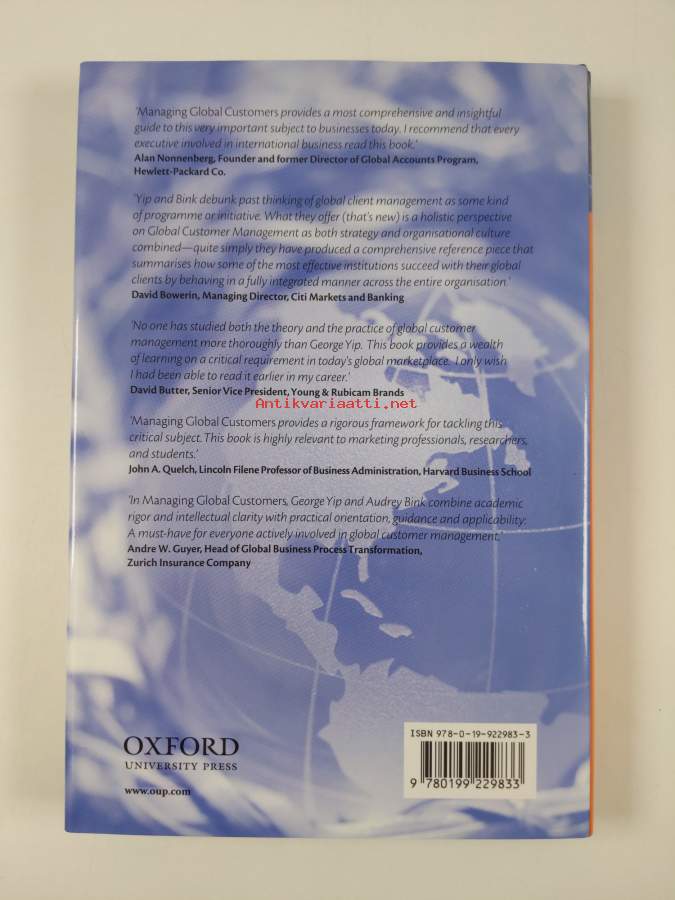 'Managing Global Customers provides a most comprehensive and insightful
guide to this very important subject to businesses today. I recommend that every
executive involved in international business read this book.'
Alan Nonnenberg, Founder and former Director of Global Accounts Program,
Hewlett-Packard Co.
'Yip and Bink debunk past thinking of global client management as some kind
of programme or initiative. What they offer (that's new) is a holistic perspective
on Global Customer Management as both strategy and organisational culture
combined—quite simply they have produced a comprehensive reference piece that
summarises how some of the most effective institutions succeed with their global
clients by behaving in a fully integrated manner across the entire organisation.'
David Bowerin, Managing Director, Citi Markets and Banking
'No one has studied both the theory and the practice of global customer
management more thoroughly than George Yip. This book provides a wealth
of learning on a critical requirement in today's global marketplace. I only wish
I had been able to read it earlier in my career.'
David Butter, Senior Vice President, Young & Rubicam Brands
Antikvariaatti.net
'Managing Global Customers provides a rigorous framework for tackling this
critical subject. This book is highly relevant to marketing professionals, researchers,
and students.'
John A. Quelch, Lincoln Filene Professor of Business Administration, Harvard Business School
'In Managing Global Customers, George Yip and Audrey Bink combine academic
rigor and intellectual clarity with practical orientation, guidance and applicability.
A must-have for everyone actively involved in global customer management.'
Andre W. Guyer, Head of Global Business Process Transformation,
Zurich Insurance Company
OXFORD
UNIVERSITY PRESS
www.oup.com
ISBN 978-0-19-922983-3
9 780199 229833